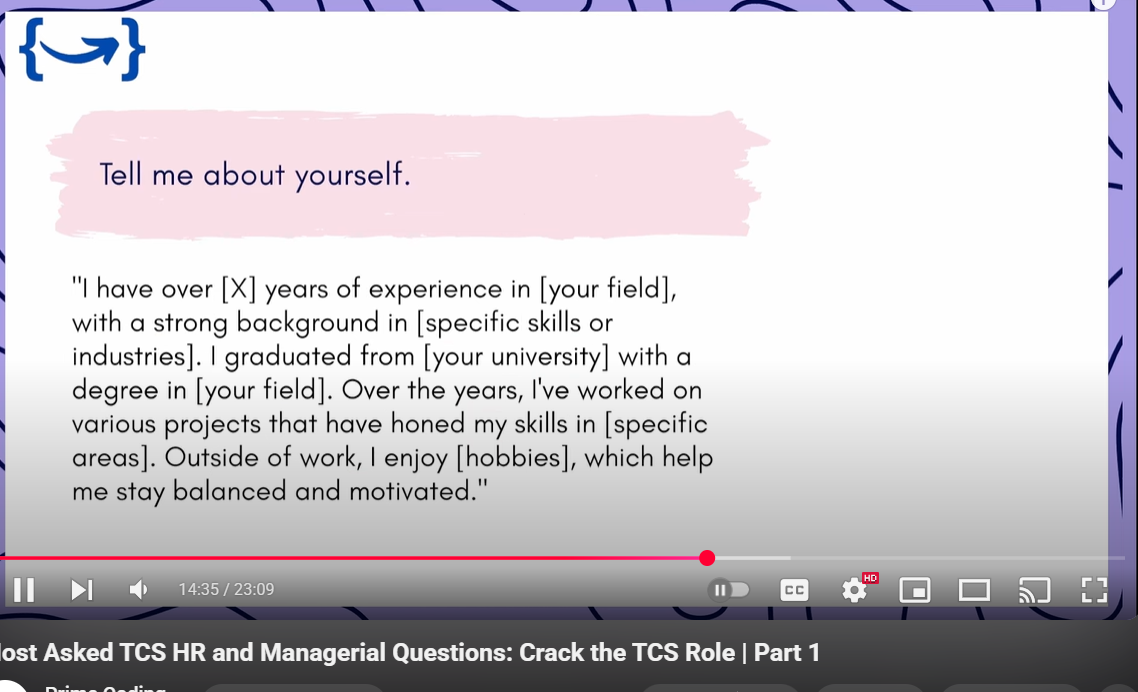 Tell me about yourself.
"I have over [X] years of experience in [your field],
with a strong background in [specific skills or
industries]. I graduated from [your university] with a
degree in [your field]. Over the years, I've worked on
various projects that have honed my skills in [specific
areas]. Outside of work, I enjoy [hobbies], which help
me stay balanced and motivated."
14:35 / 23:09
CC
HD
ost Asked TCS HR and Managerial Questions: Crack the TCS Role | Part 1